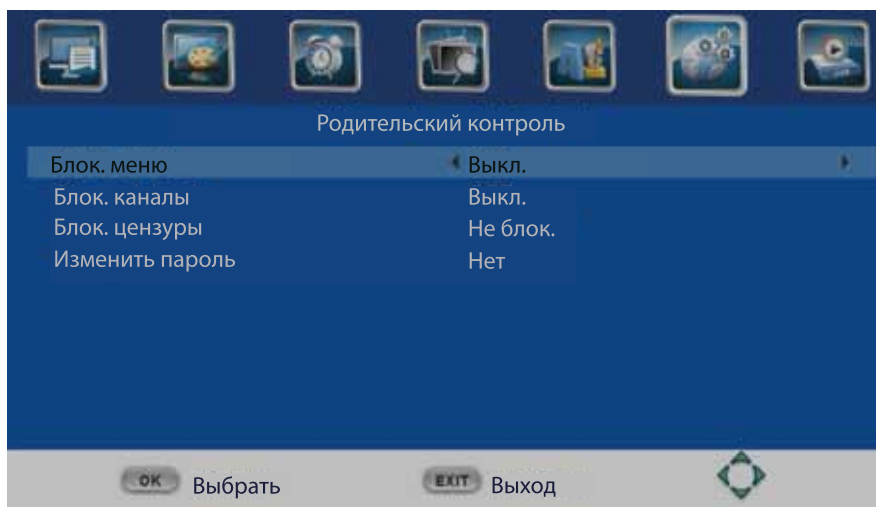 Родительский контроль
Блок. меню Выкл.
Блок. каналы Выкл.
Блок. цензуры Не блок.
Изменить пароль Нет
OK Выбрать EXIT Выход